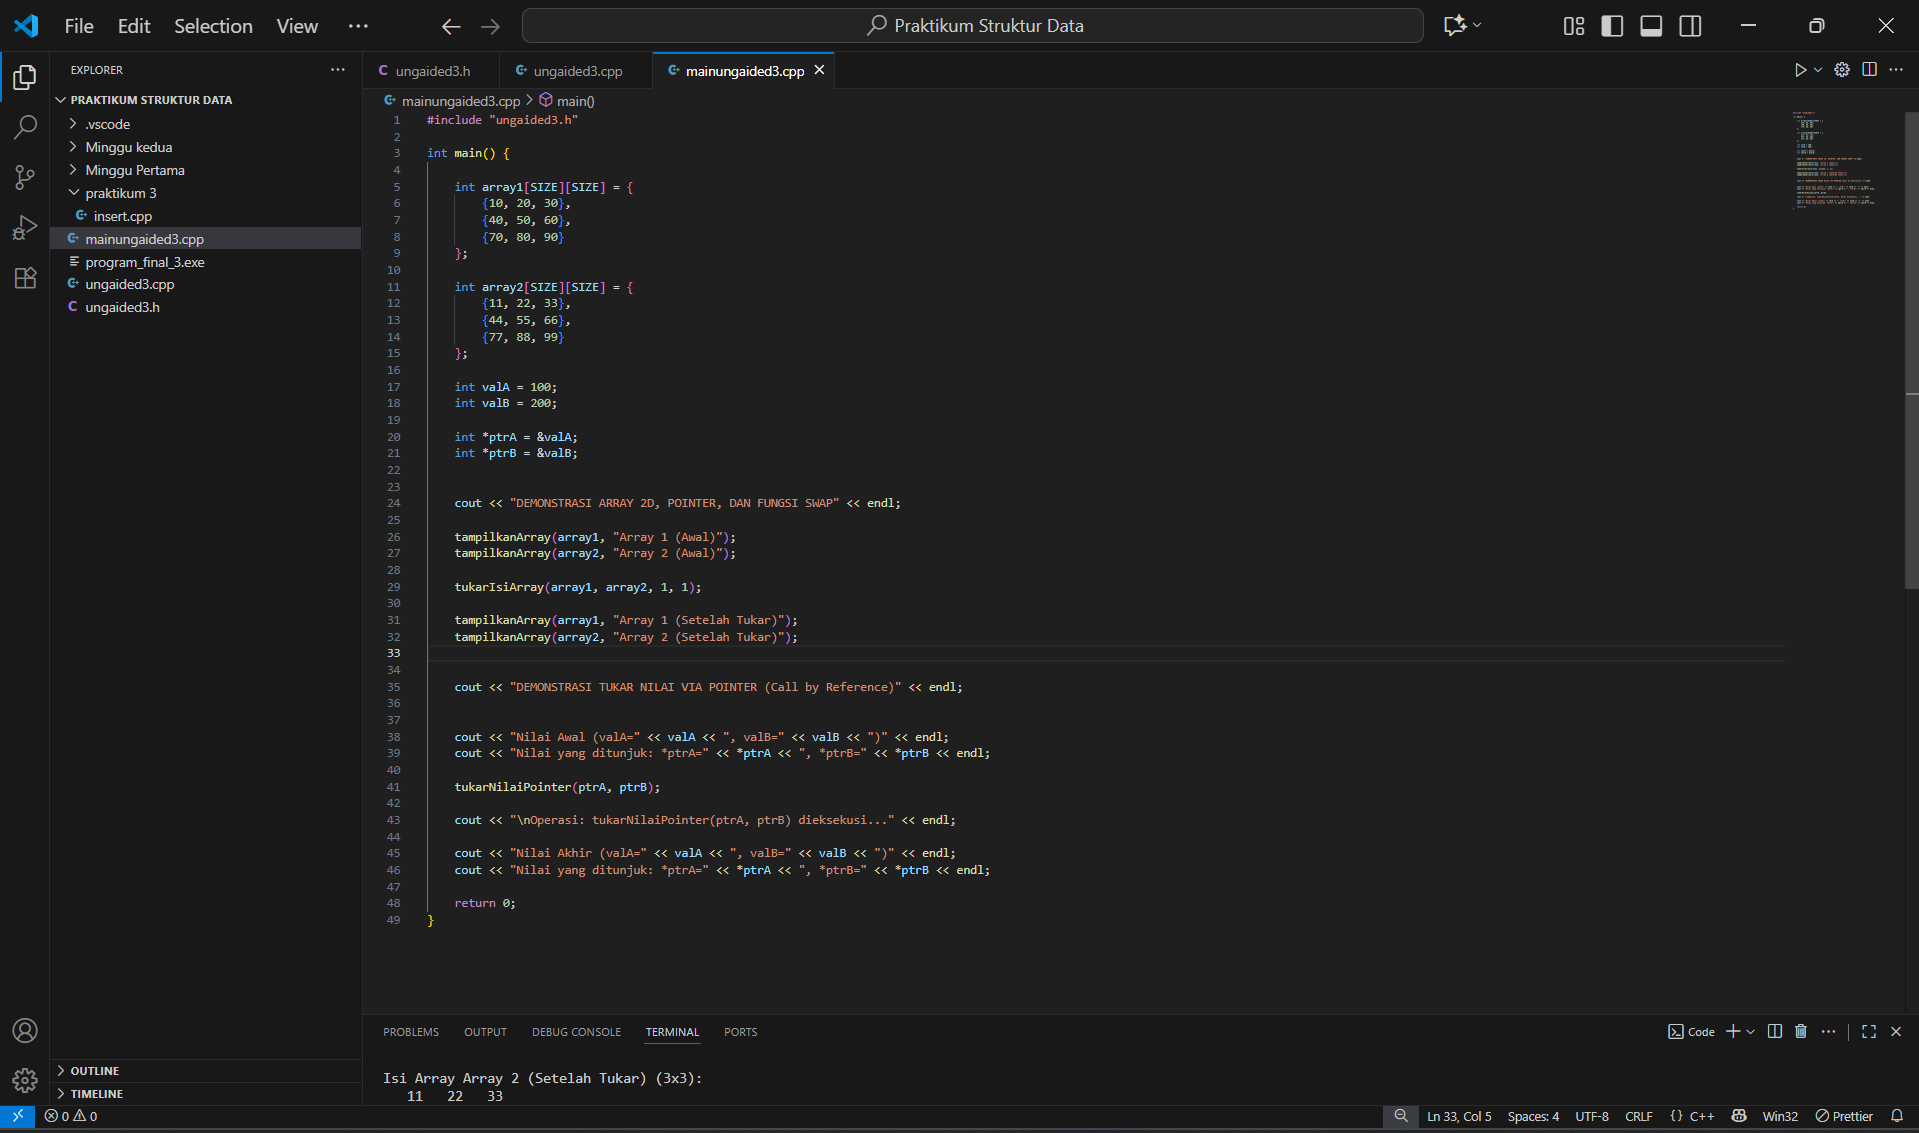 File Edit Selection View ··· Praktikum Struktur Data
EXPLORER ···
PRAKTIKUM STRUKTUR DATA
.vscode
Minggu kedua
Minggu Pertama
praktikum 3
insert.cpp
mainungaided3.cpp
program_final_3.exe
ungaided3.cpp
ungaided3.h
OUTLINE
TIMELINE
ungaided3.h ungaided3.cpp mainungaided3.cpp
mainungaided3.cpp > main()
1 #include "ungaided3.h"
2
3 int main() {
4
5 int array1[SIZE][SIZE] = {
6 {10, 20, 30},
7 {40, 50, 60},
8 {70, 80, 90}
9 };
10
11 int array2[SIZE][SIZE] = {
12 {11, 22, 33},
13 {44, 55, 66},
14 {77, 88, 99}
15 };
16
17 int valA = 100;
18 int valB = 200;
19
20 int *ptrA = &valA;
21 int *ptrB = &valB;
22
23
24 cout << "DEMONSTRASI ARRAY 2D, POINTER, DAN FUNGSI SWAP" << endl;
25
26 tampilkanArray(array1, "Array 1 (Awal)");
27 tampilkanArray(array2, "Array 2 (Awal)");
28
29 tukarIsiArray(array1, array2, 1, 1);
30
31 tampilkanArray(array1, "Array 1 (Setelah Tukar)");
32 tampilkanArray(array2, "Array 2 (Setelah Tukar)");
33
34
35 cout << "DEMONSTRASI TUKAR NILAI VIA POINTER (Call by Reference)" << endl;
36
37
38 cout << "Nilai Awal (valA=" << valA << ", valB=" << valB << ")" << endl;
39 cout << "Nilai yang ditunjuk: *ptrA=" << *ptrA << ", *ptrB=" << *ptrB << endl;
40
41 tukarNilaiPointer(ptrA, ptrB);
42
43 cout << "\nOperasi: tukarNilaiPointer(ptrA, ptrB) dieksekusi..." << endl;
44
45 cout << "Nilai Akhir (valA=" << valA << ", valB=" << valB << ")" << endl;
46 cout << "Nilai yang ditunjuk: *ptrA=" << *ptrA << ", *ptrB=" << *ptrB << endl;
47
48 return 0;
49 }
PROBLEMS OUTPUT DEBUG CONSOLE TERMINAL PORTS Code
Isi Array Array 2 (Setelah Tukar) (3x3):
11 22 33
0 0 Ln 33, Col 5 Spaces: 4 UTF-8 CRLF {} C++ Win32 Prettier